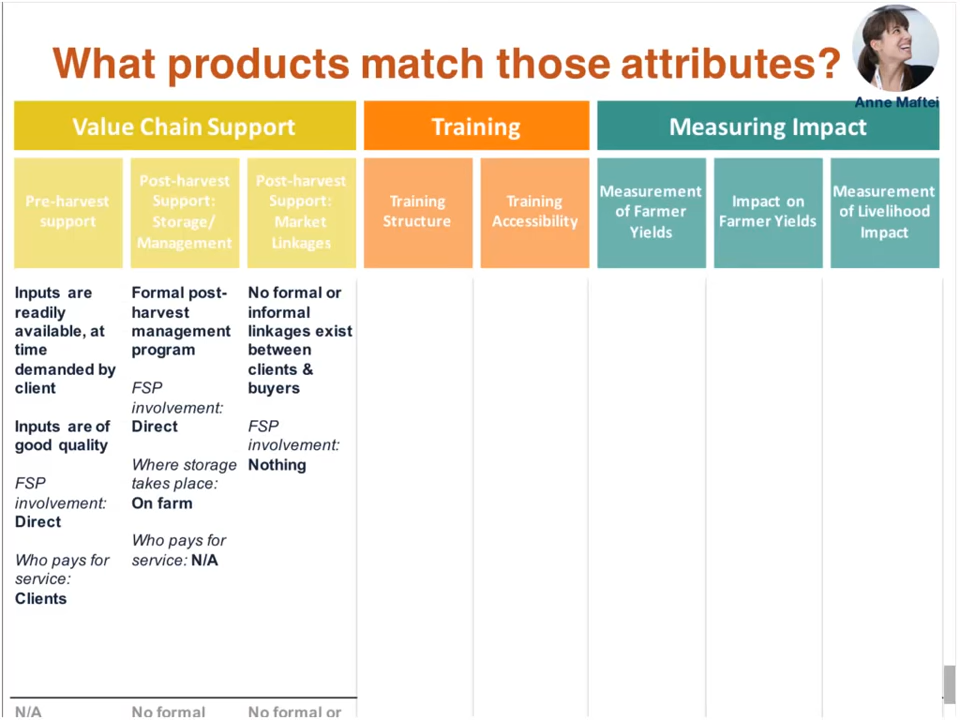 What products match those attributes?
Anne Maftei
Value Chain Support
Training
Measuring Impact
Pre-harvest
support
Post-harvest
Support:
Storage/
Management
Post-harvest
Support:
Market
Linkages
Training
Structure
Training
Accessibility
Measurement
of Farmer
Yields
Impact on
Farmer Yields
Measurement
of Livelihood
Impact
Inputs are
readily
available, at
time
demanded by
client
Inputs are of
good quality
FSP
involvement:
Direct
Who pays for
service:
Clients
Formal post-
harvest
management
program
FSP
involvement:
Direct
Where storage
takes place:
On farm
Who pays for
service: N/A
No formal or
informal
linkages exist
between
clients &
buyers
FSP
involvement:
Nothing
N/A
No formal
No formal or